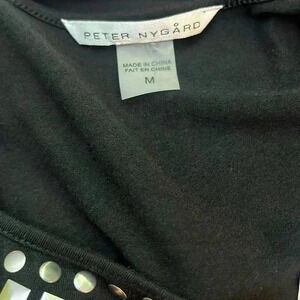 PETER NYGÅRD
MADE IN CHINA
FAIT EN CHINE
M